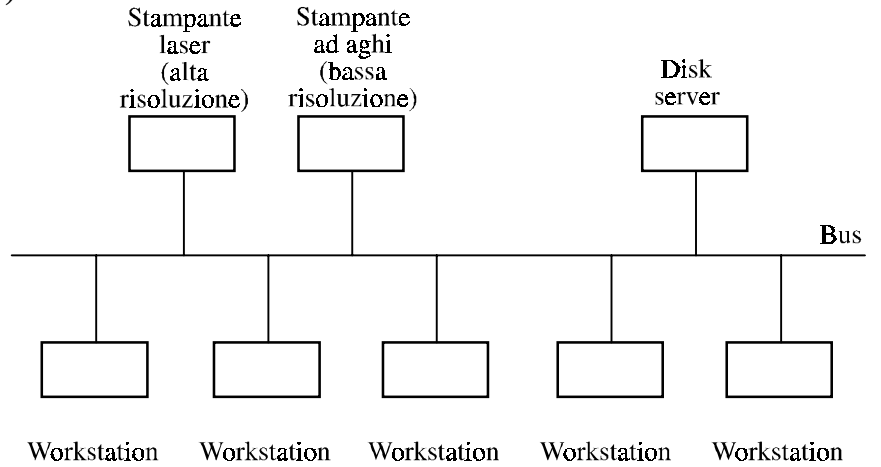 )
Stampante
laser
(alta
risoluzione)
Stampante
ad aghi
(bassa
risoluzione)
Disk
server
Bus
Workstation Workstation Workstation Workstation Workstation